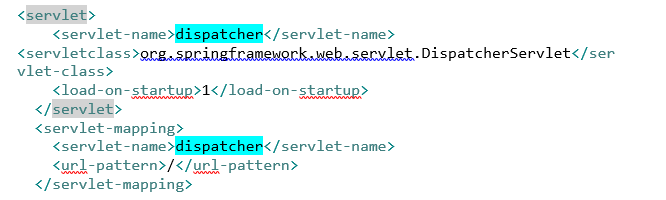 <servlet>
<servlet-name>dispatcher</servlet-name>
<servletclass>org.springframework.web.servlet.DispatcherServlet</ser
vlet-class>
<load-on-startup>1</load-on-startup>
</servlet>
<servlet-mapping>
<servlet-name>dispatcher</servlet-name>
<url-pattern>/</url-pattern>
</servlet-mapping>